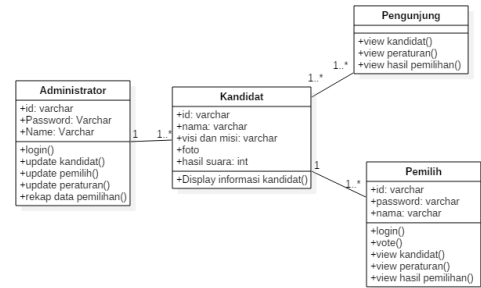 Pengunjung
+view kandidat()
+view peraturan()
+view hasil pemilihan()
1..*
1..*
Administrator
+id: varchar
+Password: Varchar
+Name: Varchar
+login()
+update kandidat()
+update pemilih()
+update peraturan()
+rekap data pemilihan()
1
1..*
Kandidat
+id: varchar
+nama: varchar
+visi dan misi: varchar
+foto
+hasil suara: int
+Display informasi kandidat()
1
1..*
Pemilih
+id: varchar
+password: varchar
+nama: varchar
+login()
+vote()
+view kandidat()
+view peraturan()
+view hasil pemilihan()